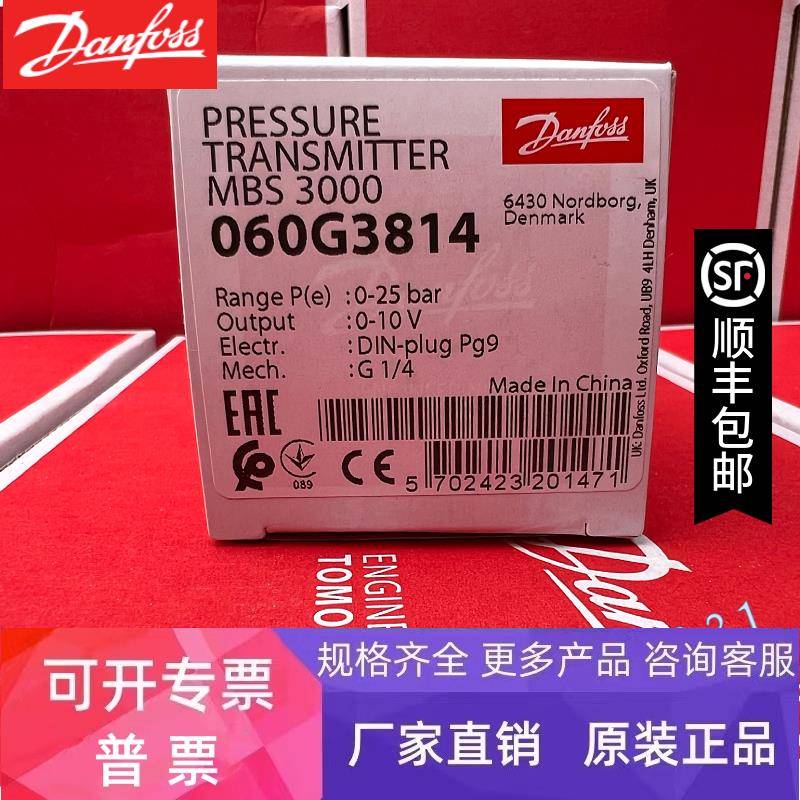 Danfoss
PRESSURE
TRANSMITTER
MBS 3000
060G3814
Danfoss
6430 Nordborg,
Denmark
Range P(e) :0-25 bar
Output :0-10 V
Electr. :DIN-plug Pg9
Mech. :G 1/4
Made In China
EAC
089
CE
5 702423 201471
UK: Danfoss Ltd. Oxford Road, UB9 4LH Denham, UK
SF
顺丰包邮
ENGINE
TOMO
Danfoss
可开专票
普票
规格齐全 更多产品 咨询客服
厂家直销 原装正品